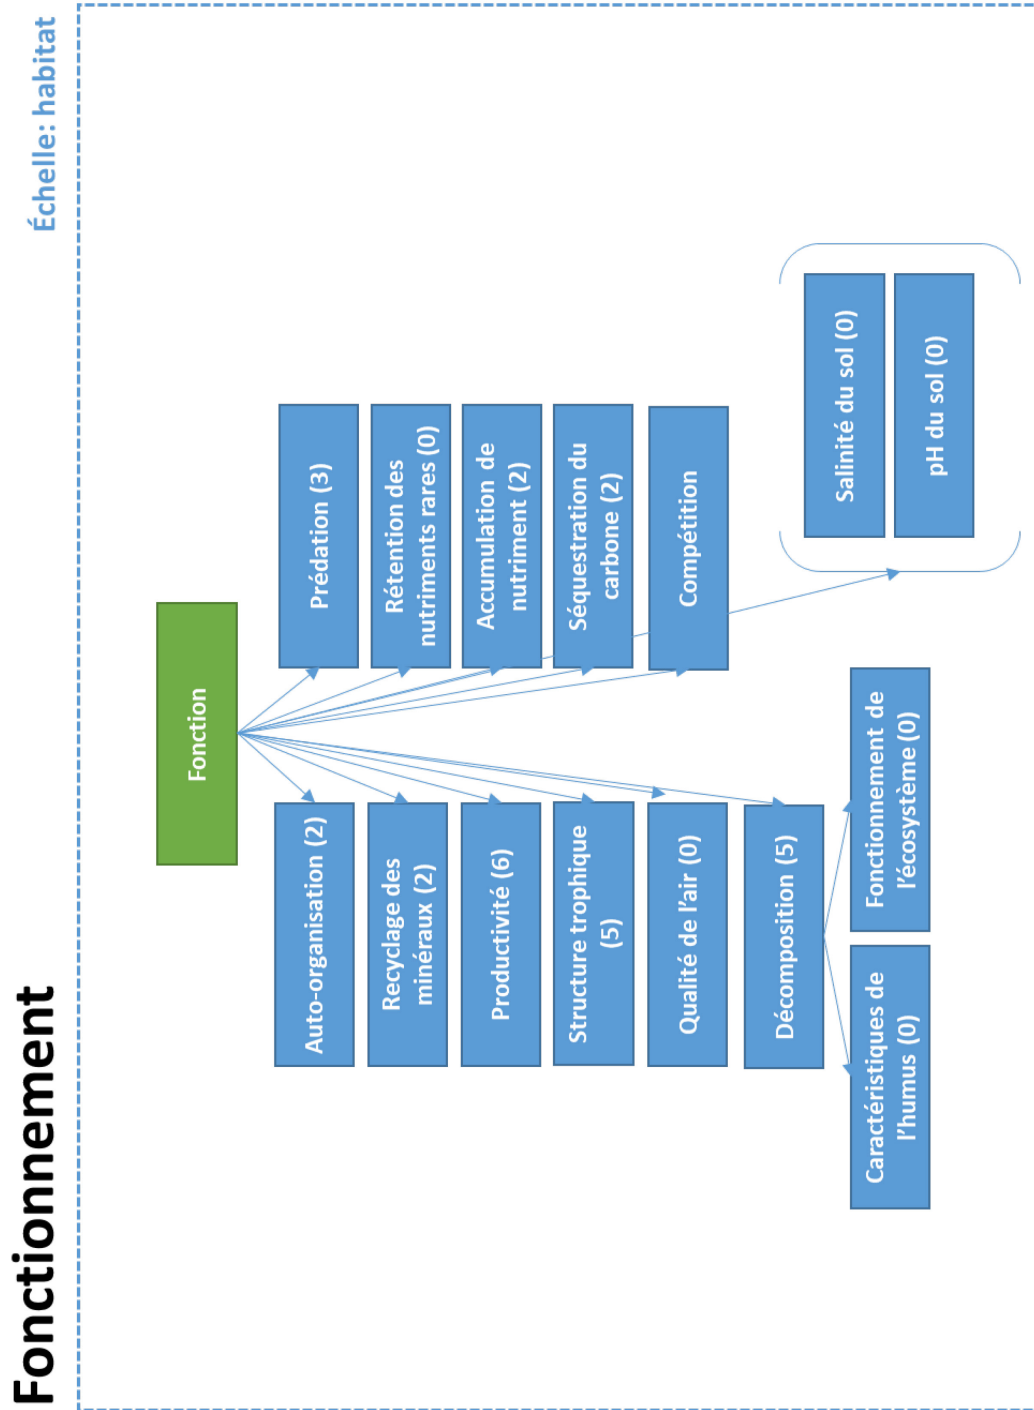 Fonctionnement
Échelle: habitat
Fonction
Auto-organisation (2)
Recyclage des
minéraux (2)
Productivité (6)
Structure trophique
(5)
Qualité de l'air (0)
Décomposition (5)
Caractéristiques de
l'humus (0)
Fonctionnement de
l'écosystème (0)
Prédation (3)
Rétention des
nutriments rares (0)
Accumulation de
nutriment (2)
Séquestration du
carbone (2)
Compétition
Salinité du sol (0)
pH du sol (0)